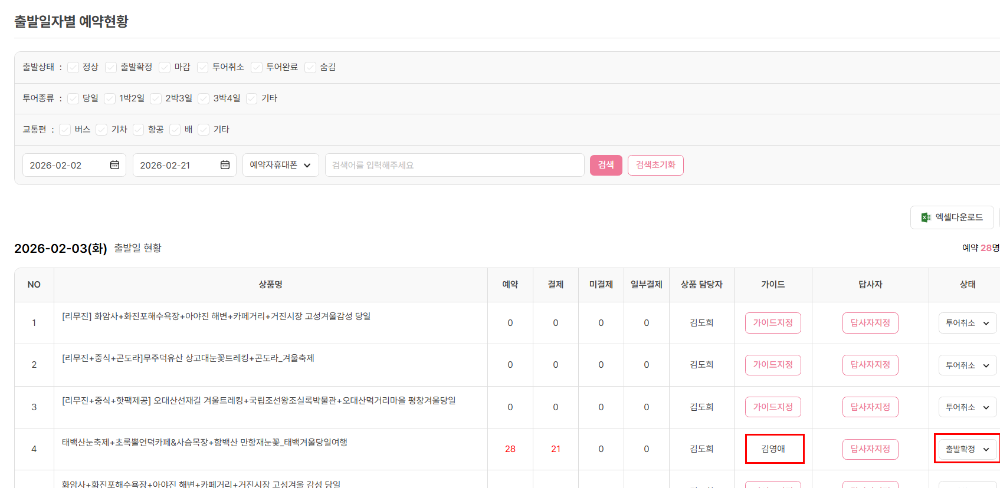 출발일자별 예약현황
출발상태 : 정상 출발확정 마감 투어취소 투어완료 숨김
투어종류 : 당일 1박2일 2박3일 3박4일 기타
교통편 : 버스 기차 항공 배 기타
2026-02-02 2026-02-21 예약자휴대폰 검색어를 입력해주세요 검색 검색초기화
엑셀다운로드
2026-02-03(화) 출발일 현황 예약 28명
NO 상품명 예약 결제 미결제 일부결제 상품 담당자 가이드 답사자 상태
1 [리무진] 화암사+화진포해수욕장+아야진 해변+카페거리+거진시장 고성겨울감성 당일 0 0 0 0 김도희 가이드지정 답사자지정 투어취소
2 [리무진+중식+곤도라]무주덕유산 상고대눈꽃트레킹+곤도라_겨울축제 0 0 0 0 김도희 가이드지정 답사자지정 투어취소
3 [리무진+중식+핫팩제공] 오대산선재길 겨울트레킹+국립조선왕조실록박물관+오대산먹거리마을 평창겨울당일 0 0 0 0 김도희 가이드지정 답사자지정 투어취소
4 태백산눈축제+초록뿔언덕카페&사슴목장+함백산 만항재눈꽃_태백겨울당일여행 28 21 0 0 김도희 김영애 답사자지정 출발확정
화암사+화진포해수욕장+아야진 해변+카페거리+거진시장 고성겨울 감성 당일